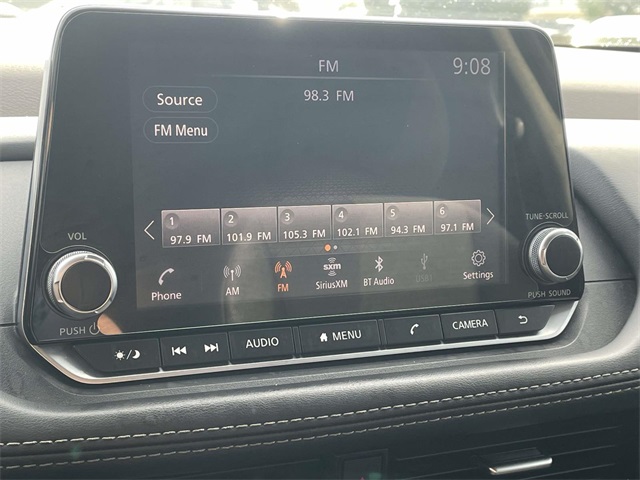 FM
9:08
Source
98.3 FM
FM Menu
1 2 3 4 5 6
97.9 FM 101.9 FM 105.3 FM 102.1 FM 94.3 FM 97.1 FM
VOL
TUNE·SCROLL
Phone AM FM sxm SiriusXM BT Audio USB1 Settings
PUSH
PUSH SOUND
AUDIO MENU CAMERA